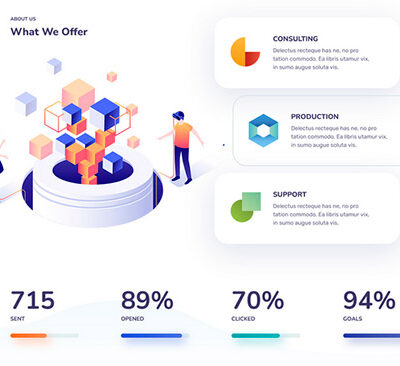 ABOUT US
What We Offer
CONSULTING
Delectus recteque has ne, no pro
tation commodo. Ea libris utamur vix,
in sumo augue soluta vis.
PRODUCTION
Delectus recteque has ne, no pro
tation commodo. Ea libris utamur vix,
in sumo augue soluta vis.
SUPPORT
Delectus recteque has ne, no pro
tation commodo. Ea libris utamur vix,
in sumo augue soluta vis.
715
SENT
89%
OPENED
70%
CLICKED
94%
GOALS